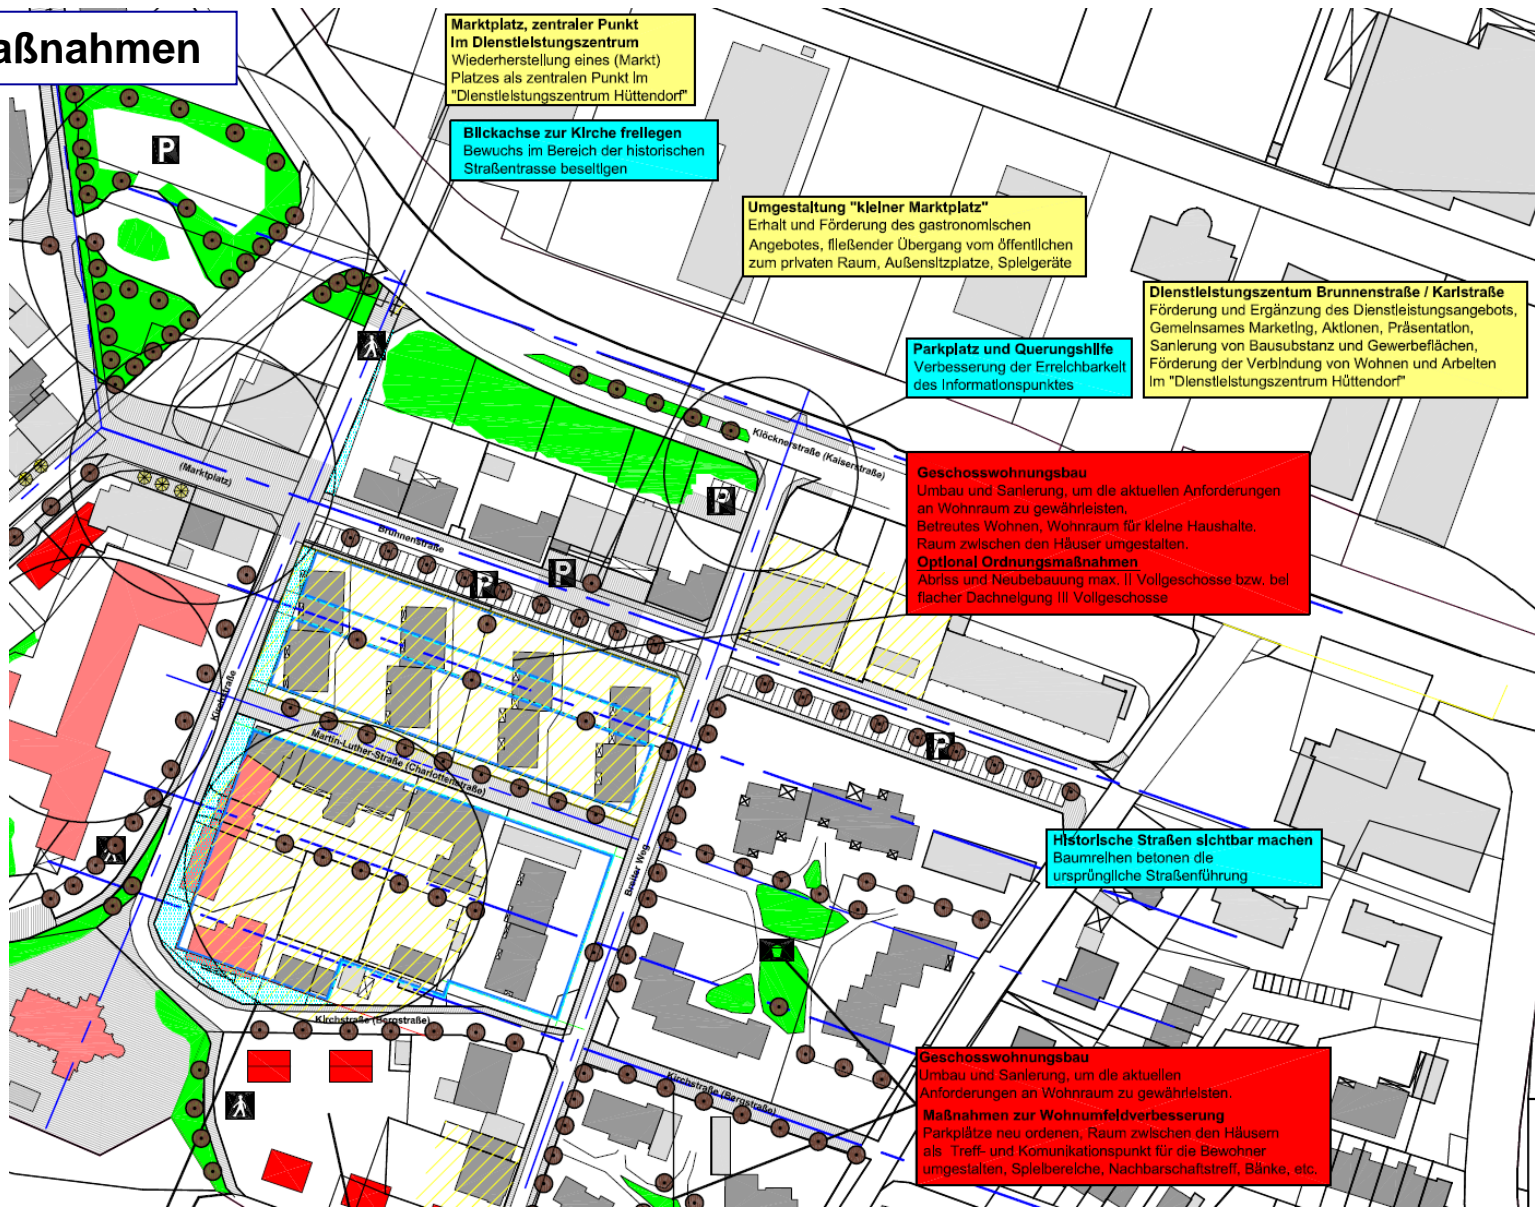 aßnahmen
Marktplatz, zentraler Punkt
im Dienstleistungszentrum
Wiederherstellung eines (Markt)
Platzes als zentralen Punkt im
"Dienstleistungszentrum Hüttendorf"
Blickachse zur Kirche freilegen
Bewuchs im Bereich der historischen
Straßentrasse beseitigen
P
Umgestaltung "kleiner Marktplatz"
Erhalt und Förderung des gastronomischen
Angebotes, fließender Übergang vom öffentlichen
zum privaten Raum, Außensitzplatze, Spielgeräte
Dienstleistungszentum Brunnenstraße / Karlstraße
Förderung und Ergänzung des Dienstleistungsangebots,
Gemeinsames Marketing, Aktionen, Präsentation,
Sanierung von Bausubstanz und Gewerbeflächen,
Förderung der Verbindung von Wohnen und Arbeiten
im "Dienstleistungszentrum Hüttendorf"
Parkplatz und Querungshilfe
Verbesserung der Erreichbarkeit
des Informationspunktes
Klöcknerstraße (Kaiserstraße)
(Marktplatz)
P
Geschosswohnungsbau
Umbau und Sanierung, um die aktuellen Anforderungen
an Wohnraum zu gewährleisten.
Betreutes Wohnen, Wohnraum für kleine Haushalte.
Raum zwischen den Häuser umgestalten.
Optional Ordnungsmaßnahmen
Abriss und Neubebauung max. II Vollgeschosse bzw. bei
flacher Dachneigung III Vollgeschosse
Brunnenstraße
P
P
Kirchstraße
Martin-Luther-Straße (Charlottenstraße)
P
Breiter Weg
Historische Straßen sichtbar machen
Baumreihen betonen die
ursprüngliche Straßenführung
Kirchstraße (Bergstraße)
Kirchstraße (Bergstraße)
Geschosswohnungsbau
Umbau und Sanierung, um die aktuellen
Anforderungen an Wohnraum zu gewährleisten.
Maßnahmen zur Wohnumfeldverbesserung
Parkplätze neu ordenen, Raum zwischen den Häusern
als Treff- und Komunikationspunkt für die Bewohner
umgestalten, Spielbereiche, Nachbarschaftstreff, Bänke, etc.